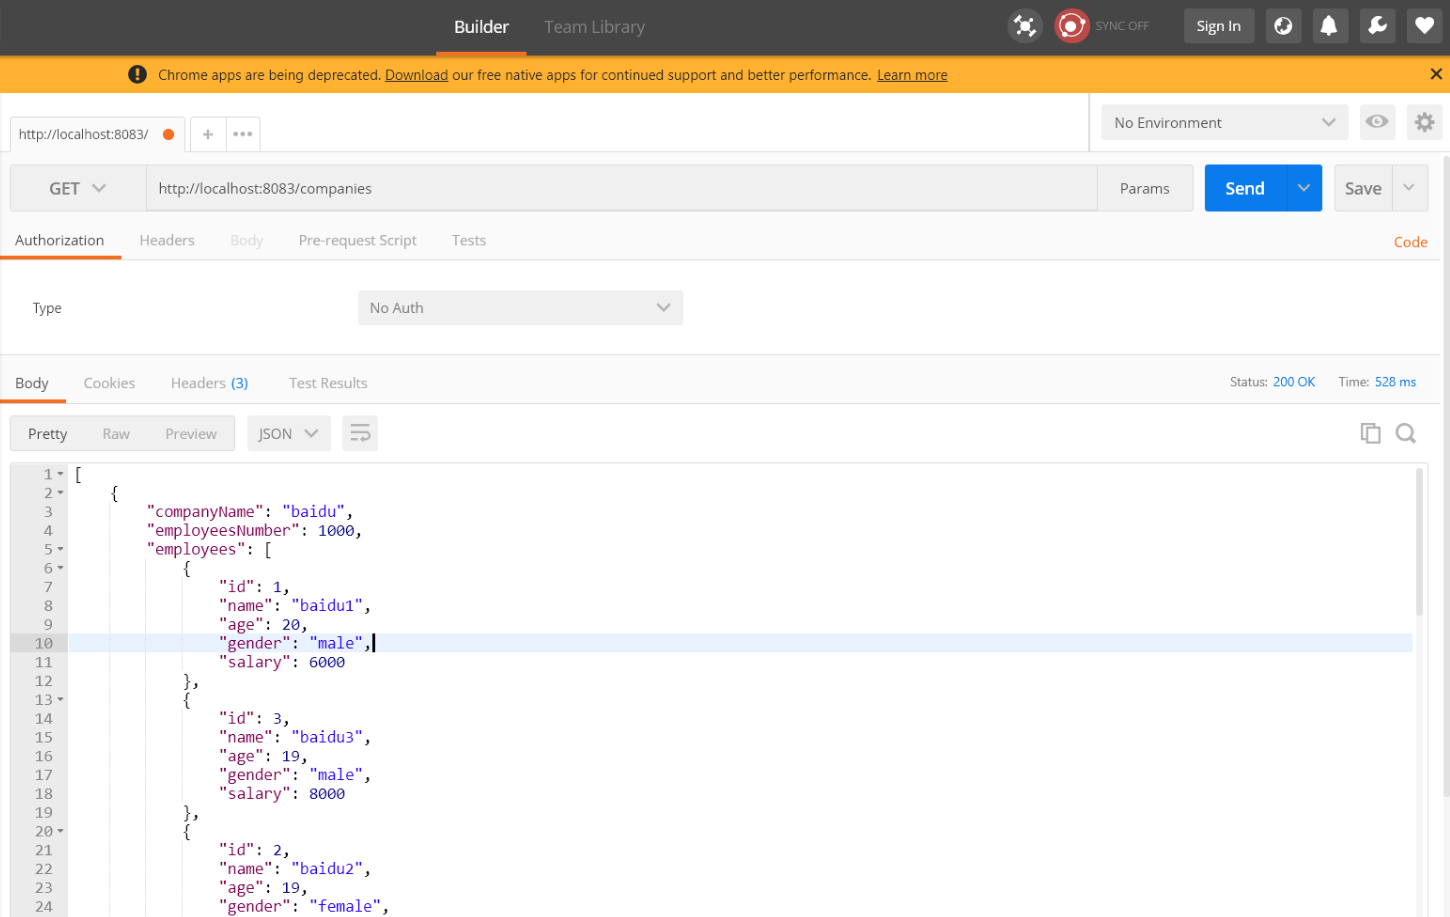 Builder Team Library SYNC OFF Sign In
Chrome apps are being deprecated. Download our free native apps for continued support and better performance. Learn more
http://localhost:8083/ No Environment
GET http://localhost:8083/companies Params Send Save
Authorization Headers Body Pre-request Script Tests Code
Type No Auth
Body Cookies Headers (3) Test Results Status: 200 OK Time: 528 ms
Pretty Raw Preview JSON
1 [
2 {
3 "companyName": "baidu",
4 "employeesNumber": 1000,
5 "employees": [
6 {
7 "id": 1,
8 "name": "baidu1",
9 "age": 20,
10 "gender": "male",
11 "salary": 6000
12 },
13 {
14 "id": 3,
15 "name": "baidu3",
16 "age": 19,
17 "gender": "male",
18 "salary": 8000
19 },
20 {
21 "id": 2,
22 "name": "baidu2",
23 "age": 19,
24 "gender": "female",